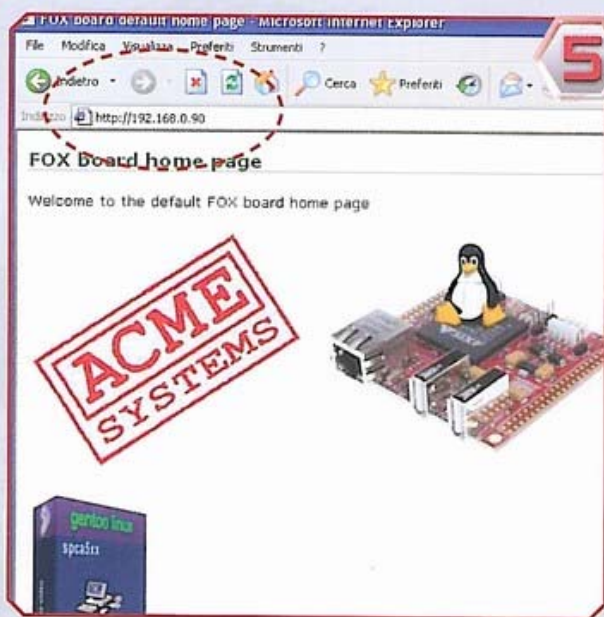 FOX Board default home page - Microsoft Internet Explorer
5
File Modifica Visualizza Preferiti Strumenti ?
Indietro Cerca Preferiti
Indirizzo http://192.168.0.90
FOX Board home page
Welcome to the default FOX board home page
ACME
SYSTEMS
gentoo linux
spca5xx